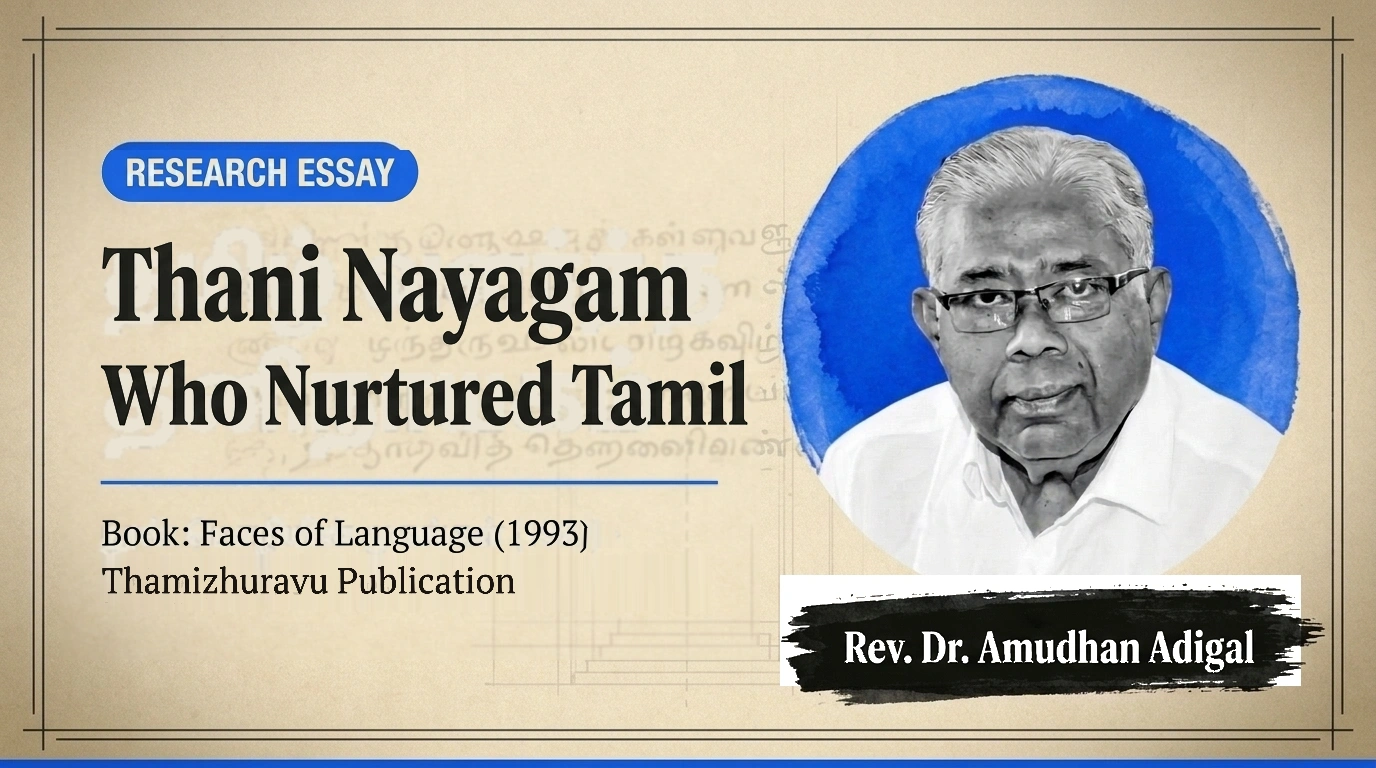 RESEARCH ESSAY
Thani Nayagam
Who Nurtured Tamil
Book: Faces of Language (1993)
Thamizhuravu Publication
Rev. Dr. Amudhan Adigal